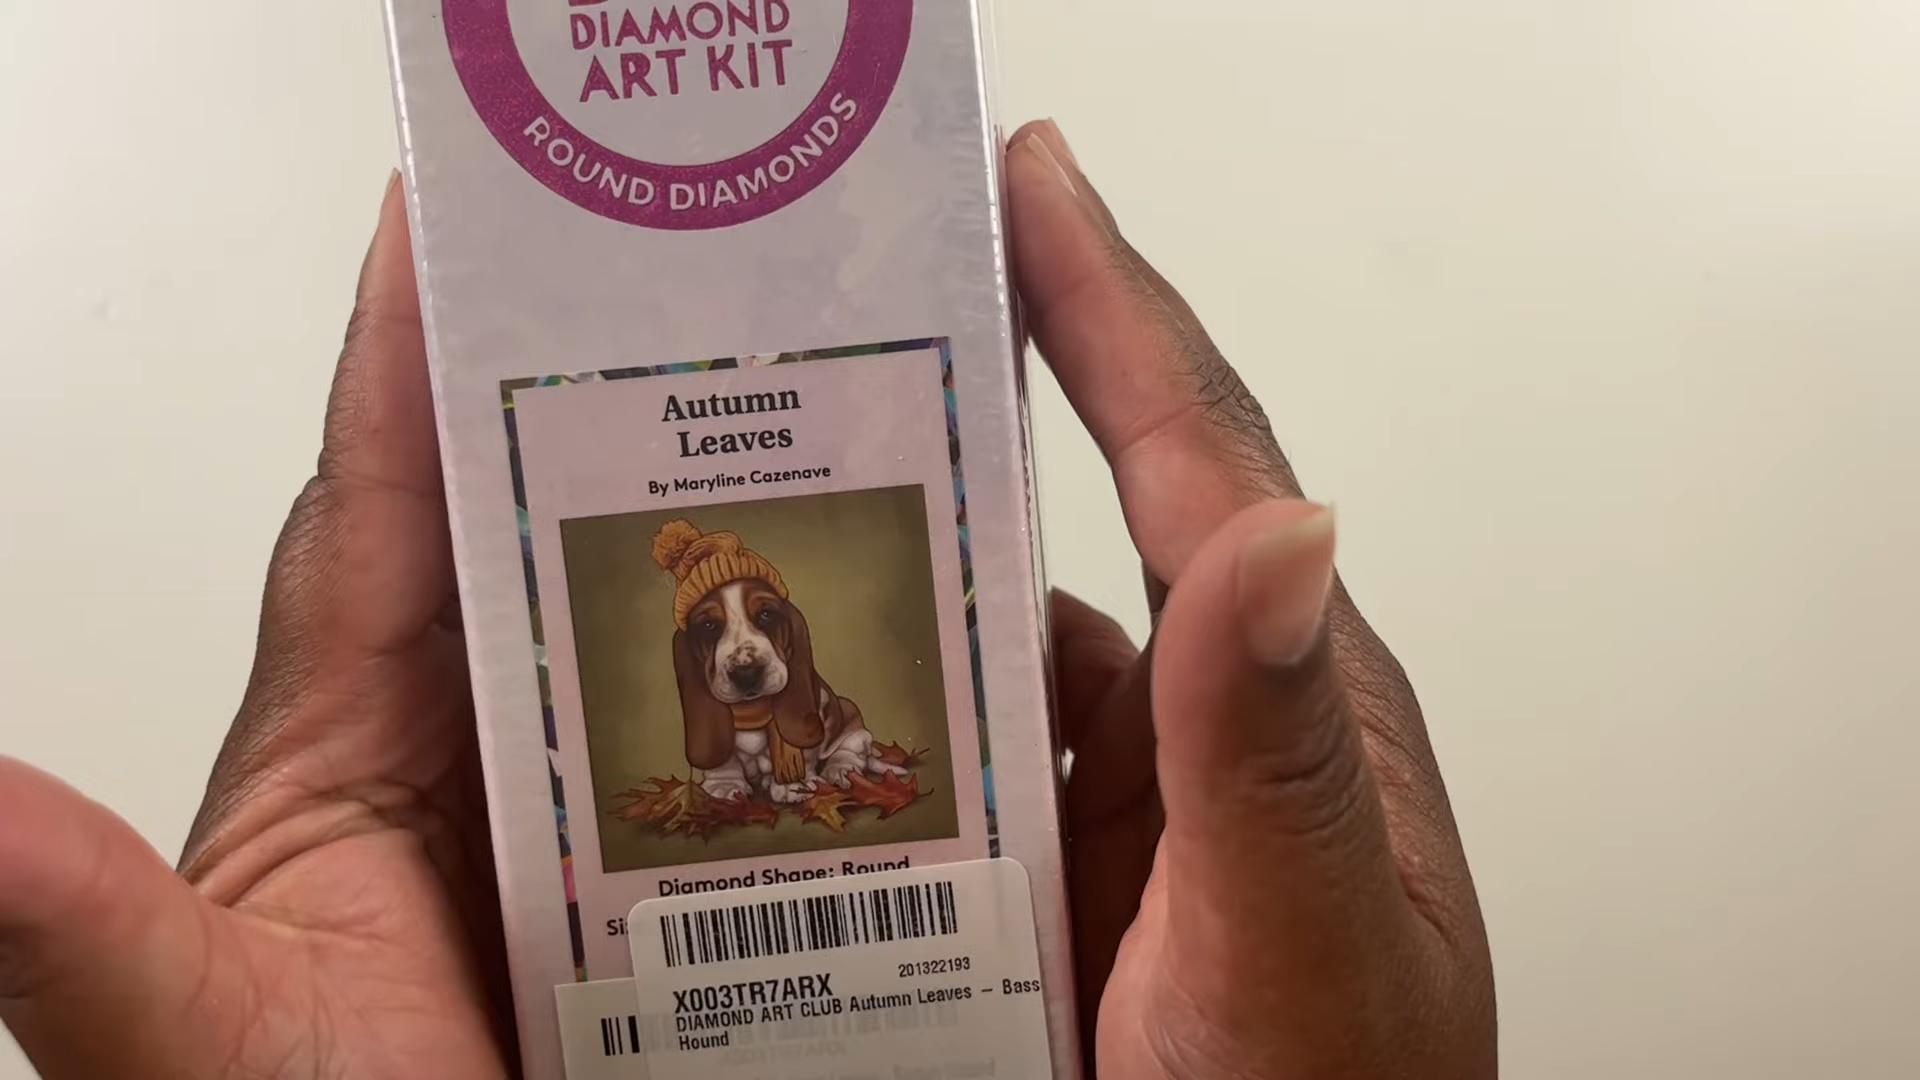 DIAMOND
ART KIT
ROUND DIAMONDS
Autumn
Leaves
By Maryline Cazenave
Diamond Shape: Round
201322193
X003TR7ARX
DIAMOND ART CLUB Autumn Leaves – Bass
Hound